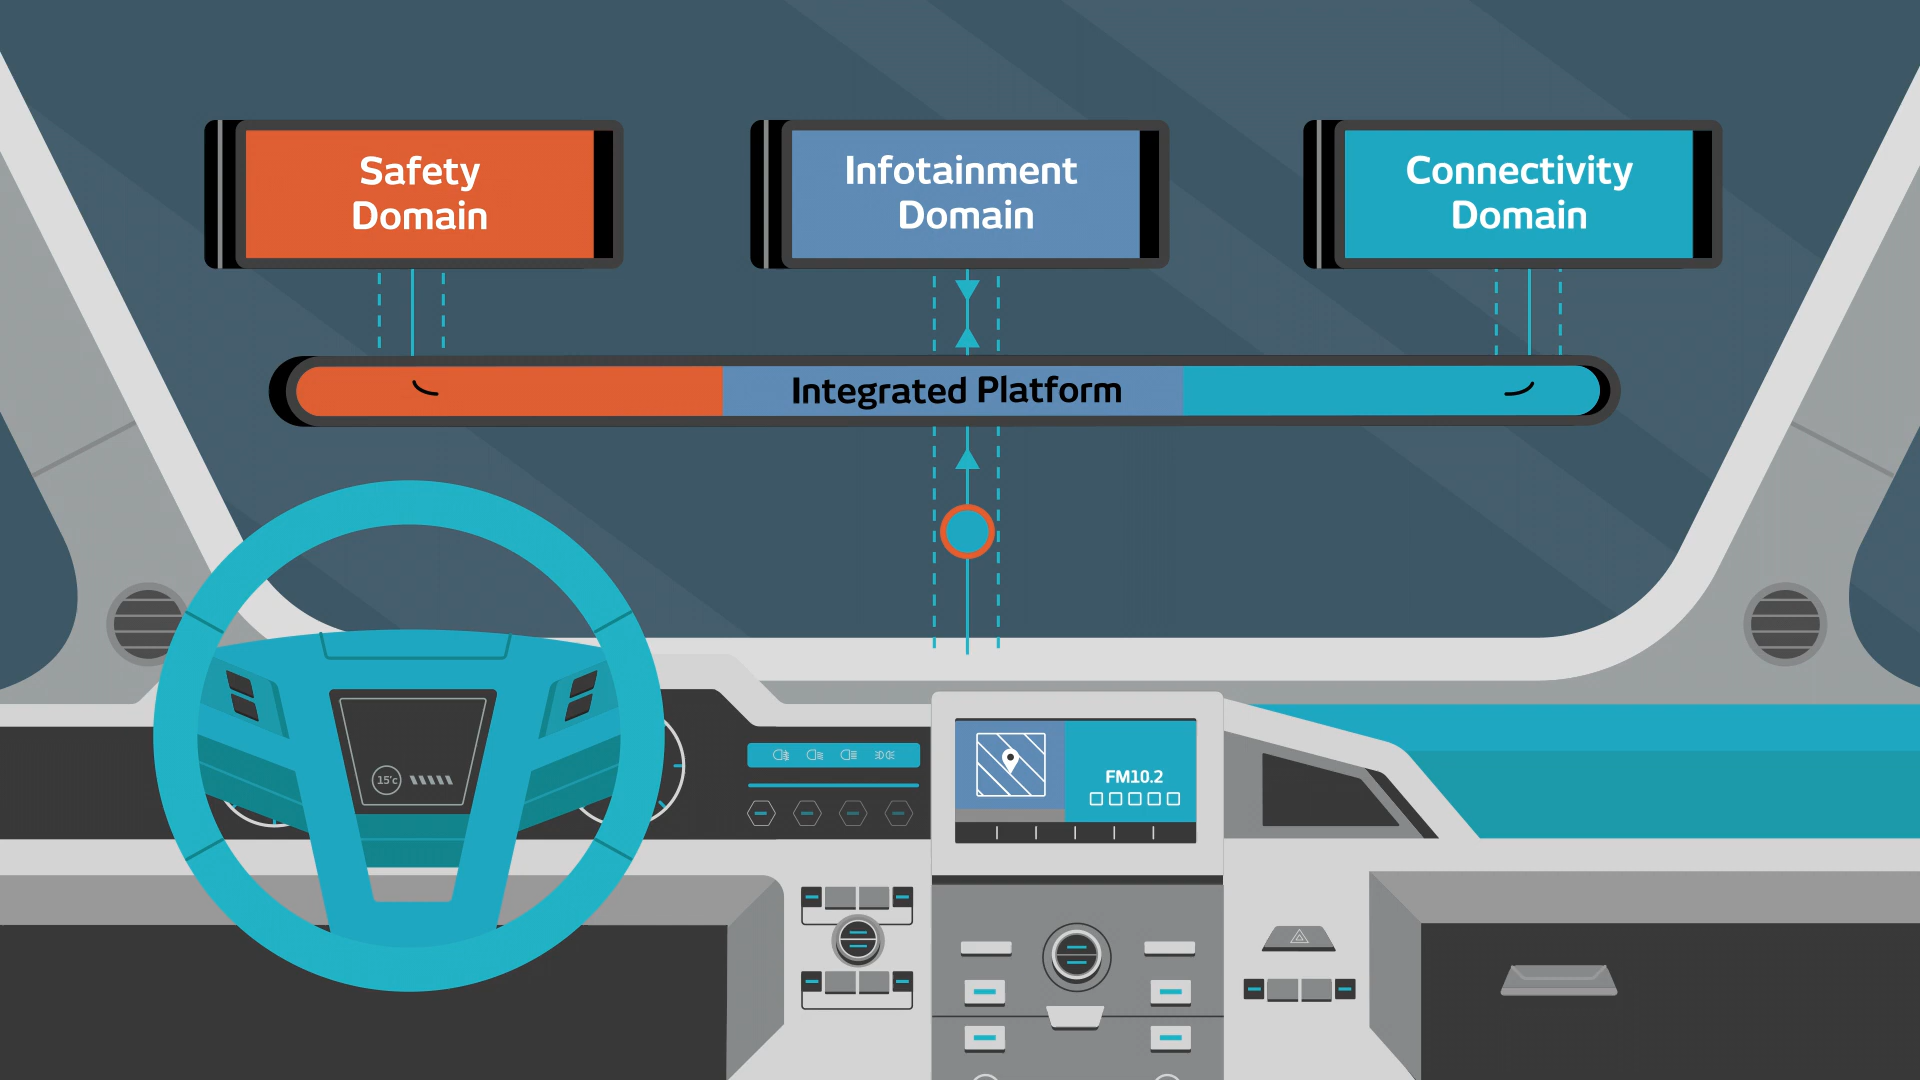 Safety
Domain
Infotainment
Domain
Connectivity
Domain
Integrated Platform
15°c
FM10.2